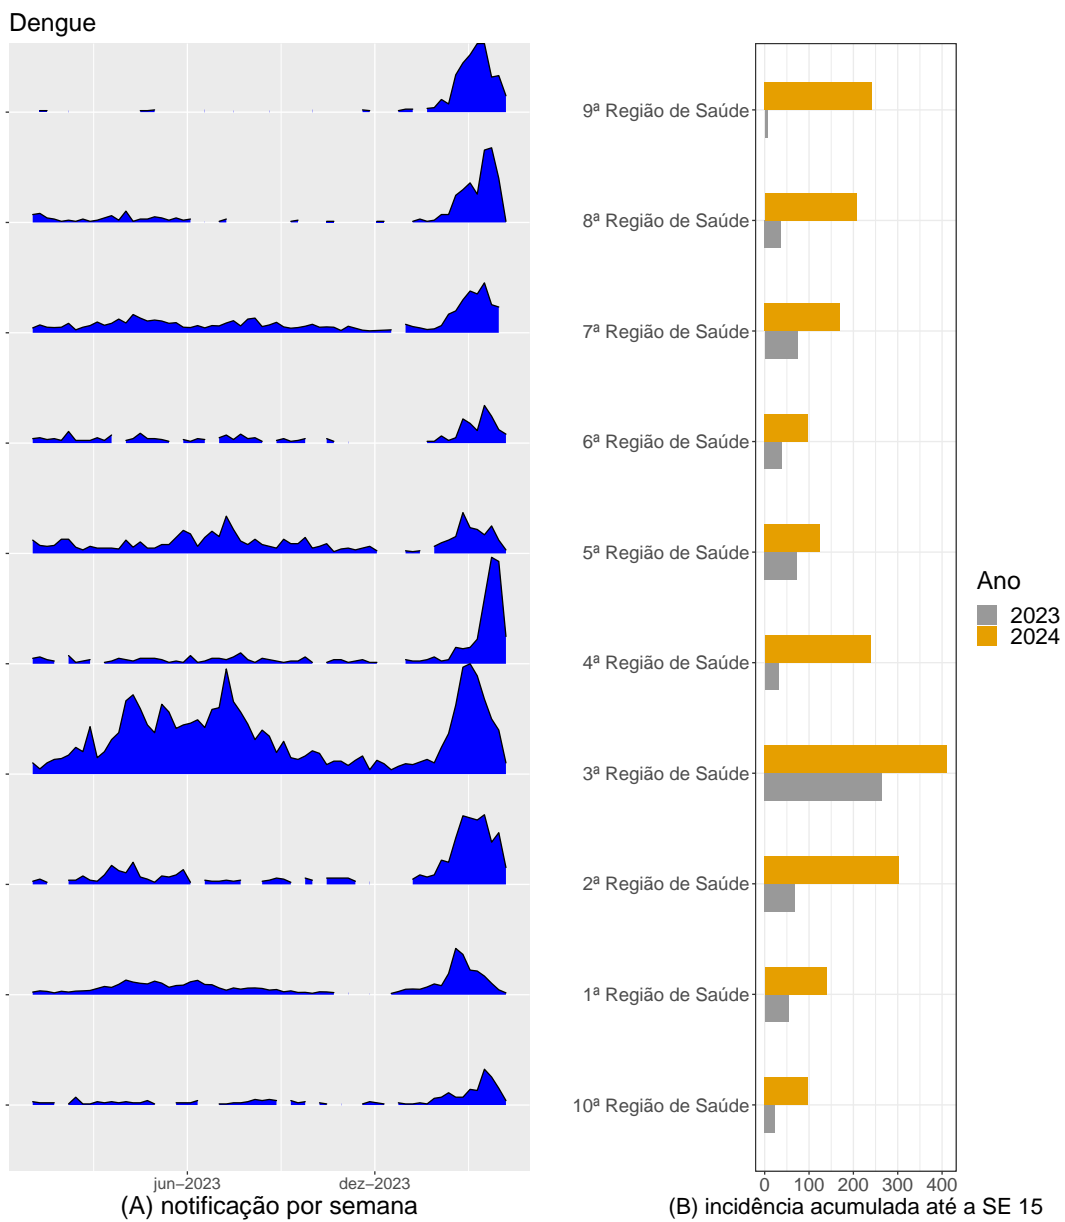 Dengue
9ª Região de Saúde
8ª Região de Saúde
7ª Região de Saúde
6ª Região de Saúde
5ª Região de Saúde
4ª Região de Saúde
3ª Região de Saúde
2ª Região de Saúde
1ª Região de Saúde
10ª Região de Saúde
Ano
2023
2024
jun–2023 dez–2023
(A) notificação por semana
0 100 200 300 400
(B) incidência acumulada até a SE 15